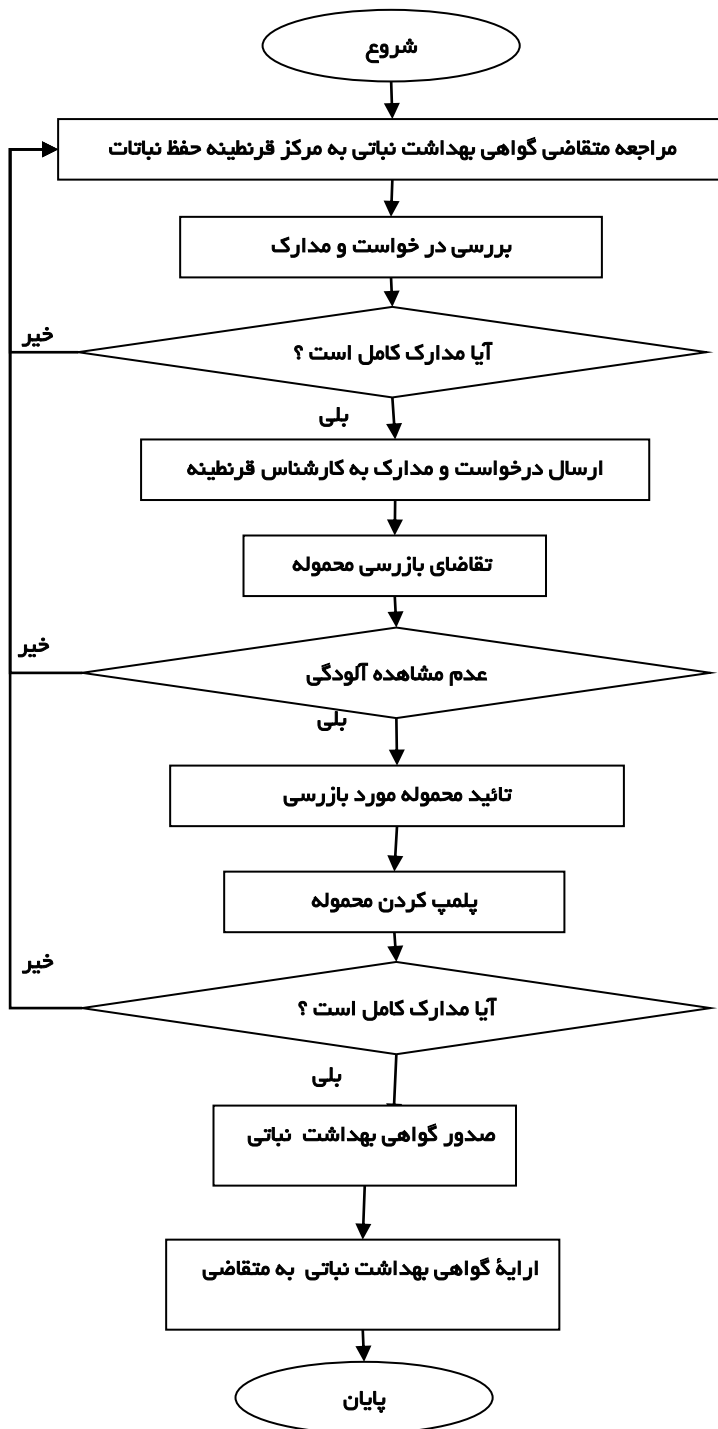 شروع
مراجعه متقاضی گواهی بهداشت نباتی به مرکز قرنطینه حفظ نباتات
بررسی در خواست و مدارک
آیا مدارک کامل است ؟
خیر
بلی
ارسال درخواست و مدارک به کارشناس قرنطینه
تقاضای بازرسی محموله
عدم مشاهده آلودگی
خیر
بلی
تائید محموله مورد بازرسی
پلمپ کردن محموله
آیا مدارک کامل است ؟
خیر
بلی
صدور گواهی بهداشت نباتی
ارایهٔ گواهی بهداشت نباتی به متقاضی
پایان